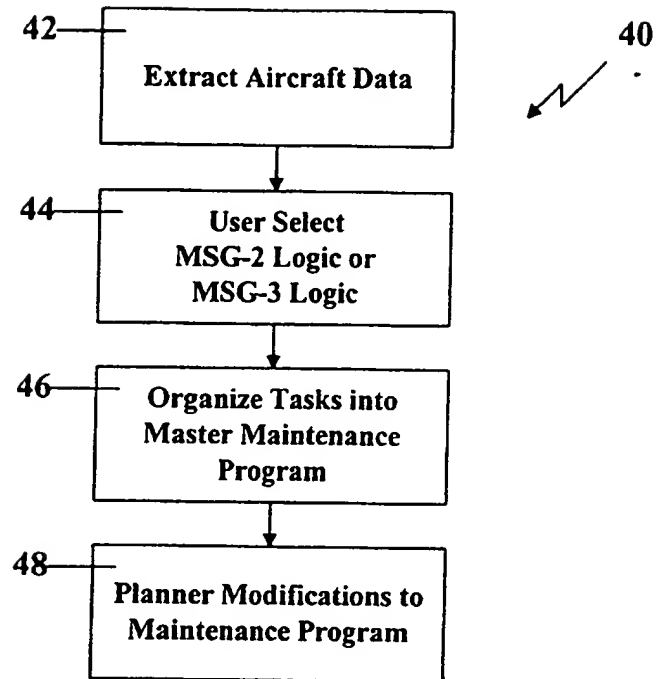 42
40
Extract Aircraft Data
44
User Select
MSG-2 Logic or
MSG-3 Logic
46
Organize Tasks into
Master Maintenance
Program
48
Planner Modifications to
Maintenance Program